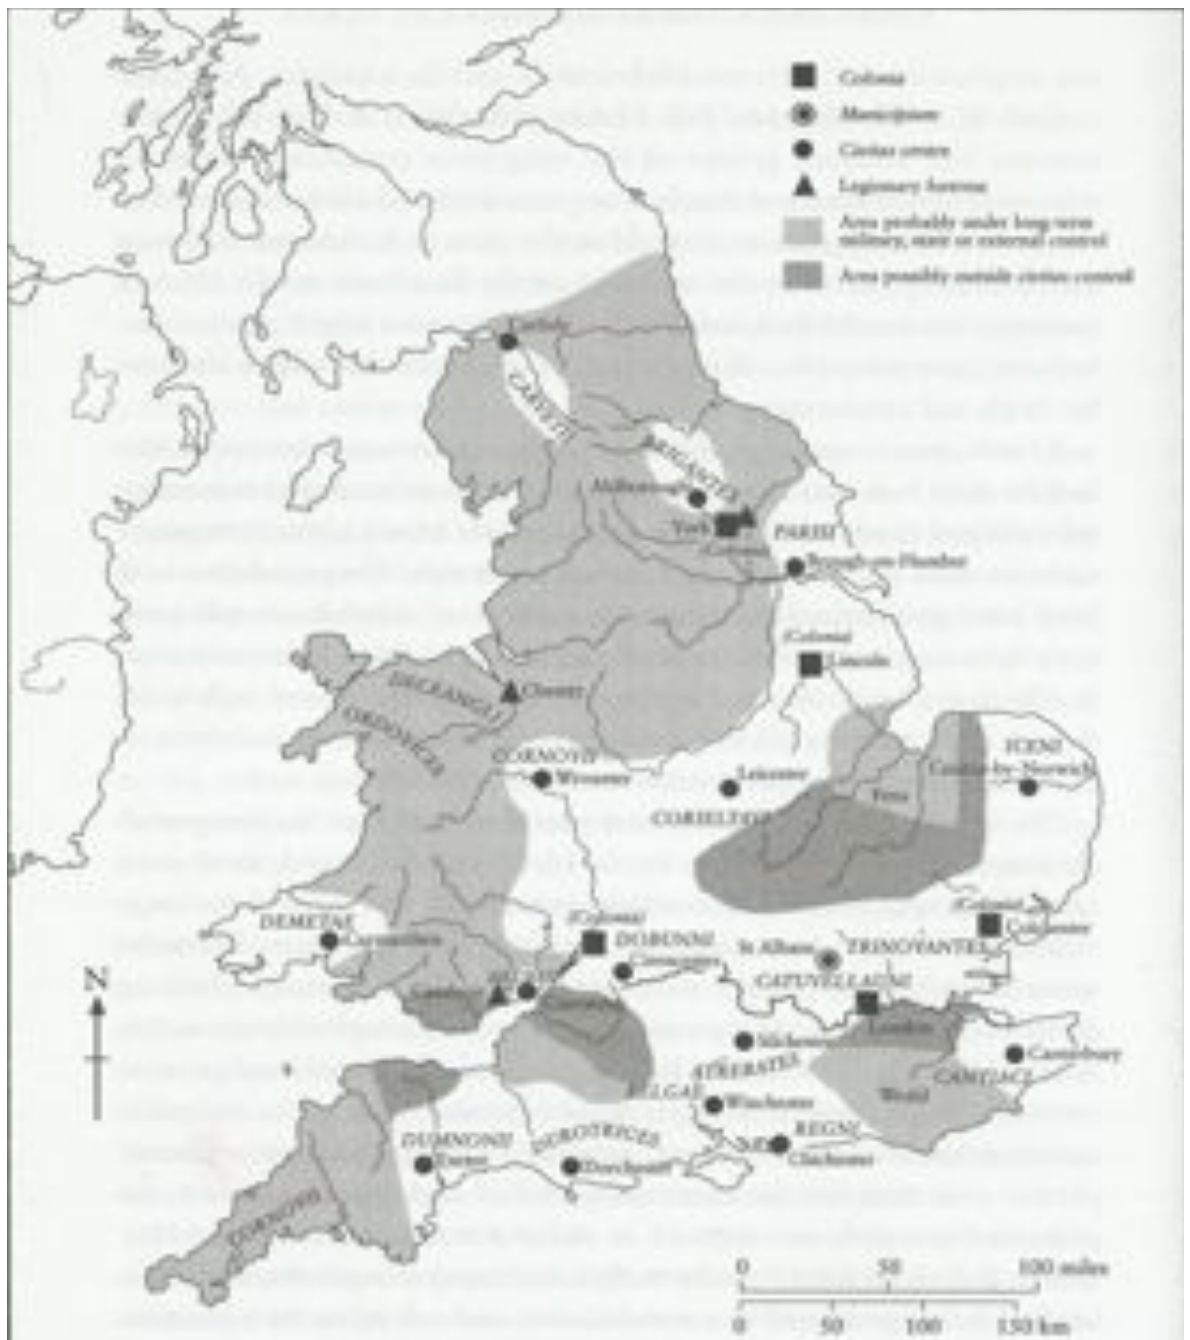 Colonia
Municipium
Civitas centre
Legionary fortress
Area probably under long-term
military, state or external control
Area possibly outside civitas control
Carlisle
CARVETII
BRIGANTES
York
(Colonia)
PARISI
Brough-on-Humber
(Colonia)
Lincoln
DECEANGLI
Chester
ORDOVICES
CORNOVII
Wroxeter
Leicester
ICENI
Caistor-by-Norwich
Fens
CORIELTAVI
DEMETAE
Carmarthen
(Colonia)
DOBUNNI
Cirencester
(Colonia)
Colchester
St Albans
TRINOVANTES
CATUVELLAUNI
N
London
Silchester
ATREBATES
Canterbury
CANTIACI
Weald
BELGAE
Winchester
REGNI
Chichester
DUMNONII
Exeter
DUROTRIGES
Dorchester
CORNOVII
0 50 100 miles
0 50 100 150 km